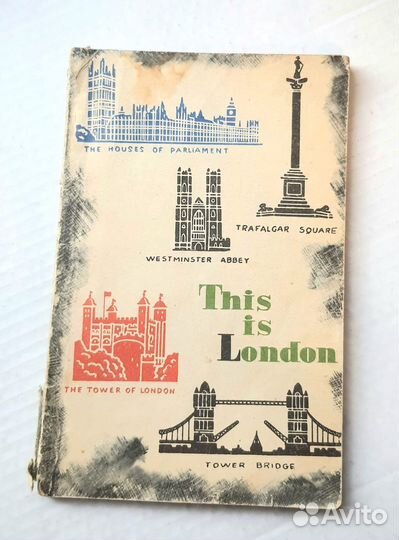 THE HOUSES OF PARLIAMENT
TRAFALGAR SQUARE
WESTMINSTER ABBEY
This
is
London
THE TOWER OF LONDON
TOWER BRIDGE
Avito